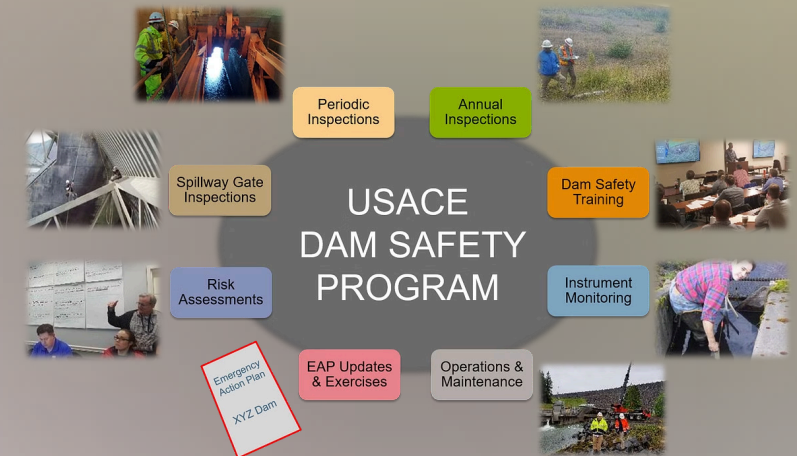 Periodic
Inspections
Annual
Inspections
Spillway Gate
Inspections
USACE
DAM SAFETY
PROGRAM
Dam Safety
Training
Risk
Assessments
Instrument
Monitoring
EAP Updates
& Exercises
Operations &
Maintenance
Emergency
Action Plan
XYZ Dam